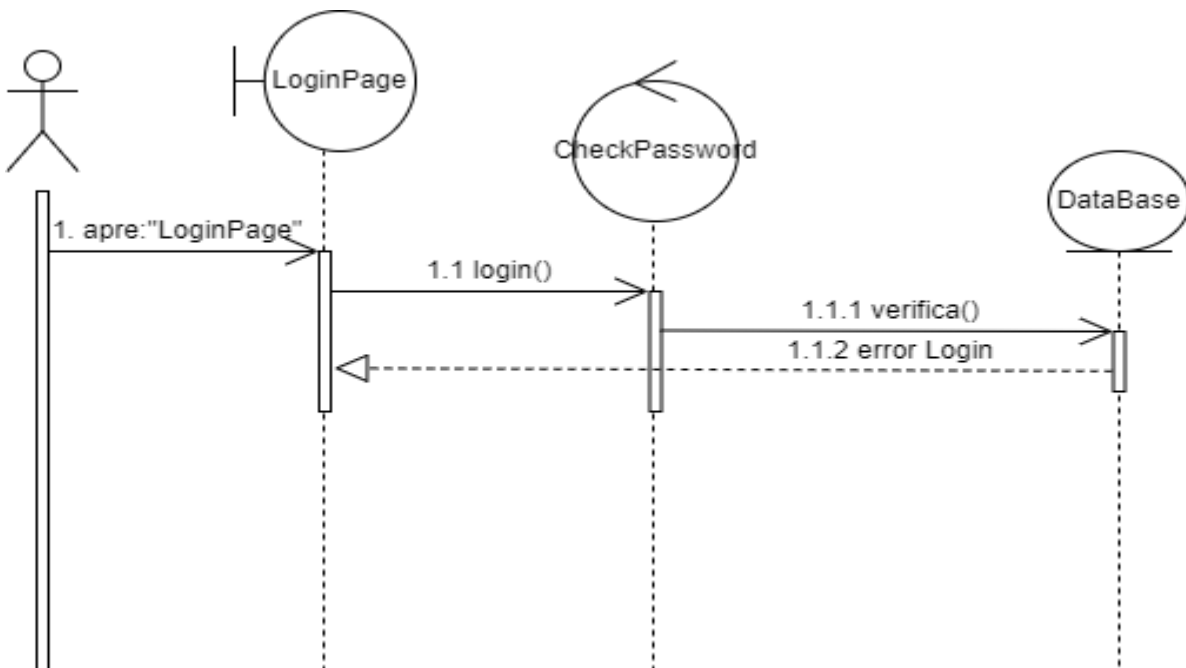 LoginPage
CheckPassword
DataBase
1. apre:"LoginPage"
1.1 login()
1.1.1 verifica()
1.1.2 error Login